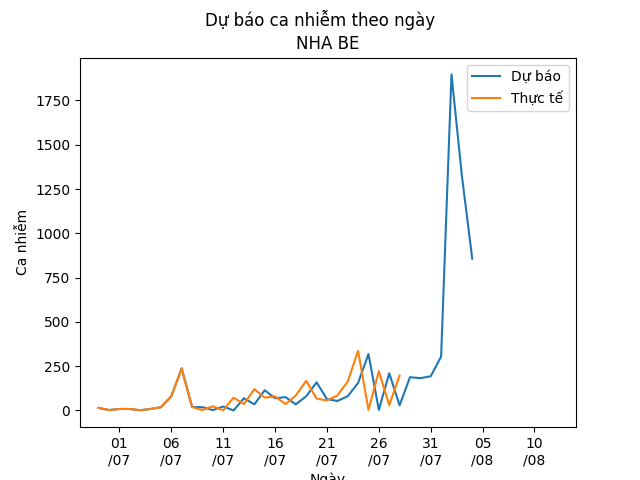 Dự báo ca nhiễm theo ngày
NHA BE
Dự báo
Thực tế
Ca nhiễm
1750
1500
1250
1000
750
500
250
0
01 06 11 16 21 26 31 05 10
/07 /07 /07 /07 /07 /07 /07 /08 /08
Ngày